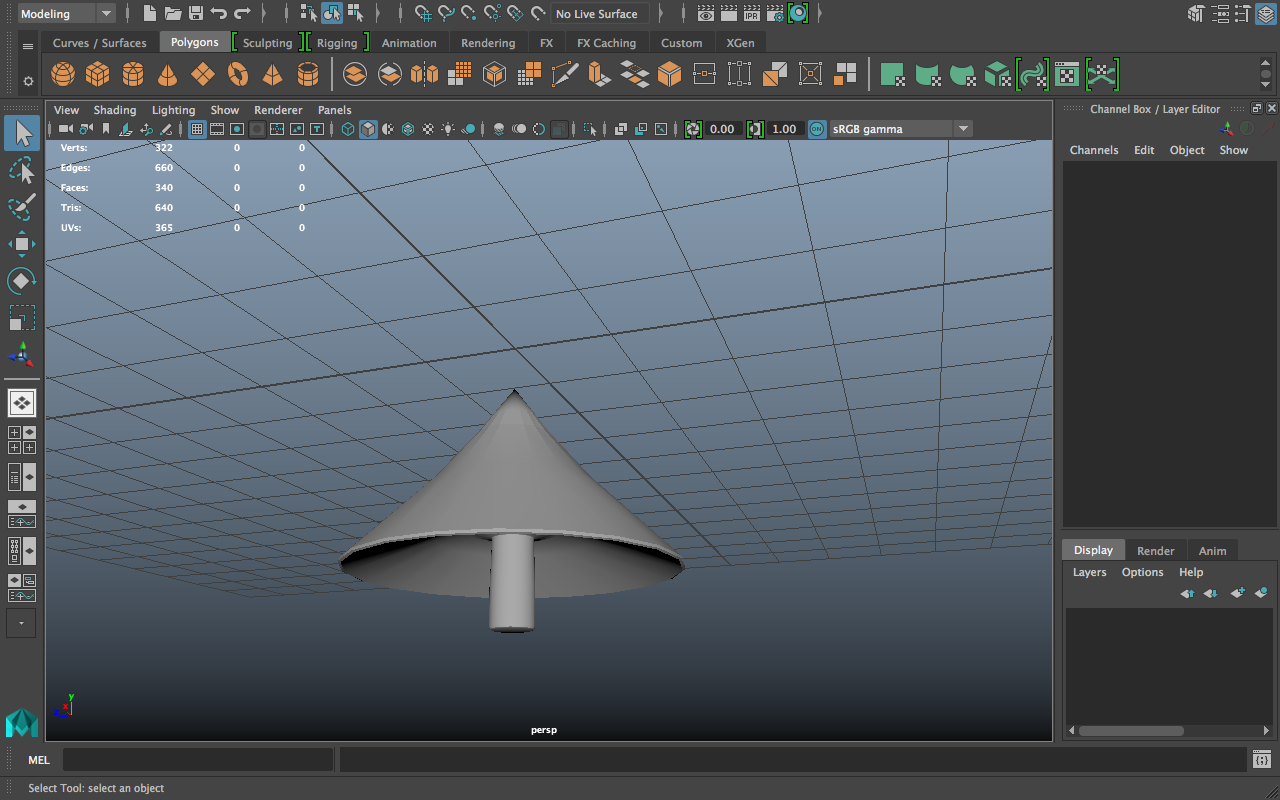 Modeling No Live Surface IPR
Curves / Surfaces Polygons Sculpting Rigging Animation Rendering FX FX Caching Custom XGen
View Shading Lighting Show Renderer Panels
0.00 1.00 ON sRGB gamma
Channel Box / Layer Editor
Channels Edit Object Show
Verts: 322 0 0
Edges: 660 0 0
Faces: 340 0 0
Tris: 640 0 0
UVs: 365 0 0
y
x
persp
Display Render Anim
Layers Options Help
MEL
Select Tool: select an object